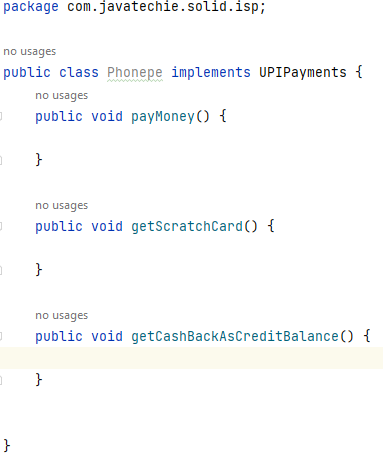 package com.javatechie.solid.isp;
no usages
public class Phonepe implements UPIPayments {
no usages
public void payMoney() {
}
no usages
public void getScratchCard() {
}
no usages
public void getCashBackAsCreditBalance() {
}
}